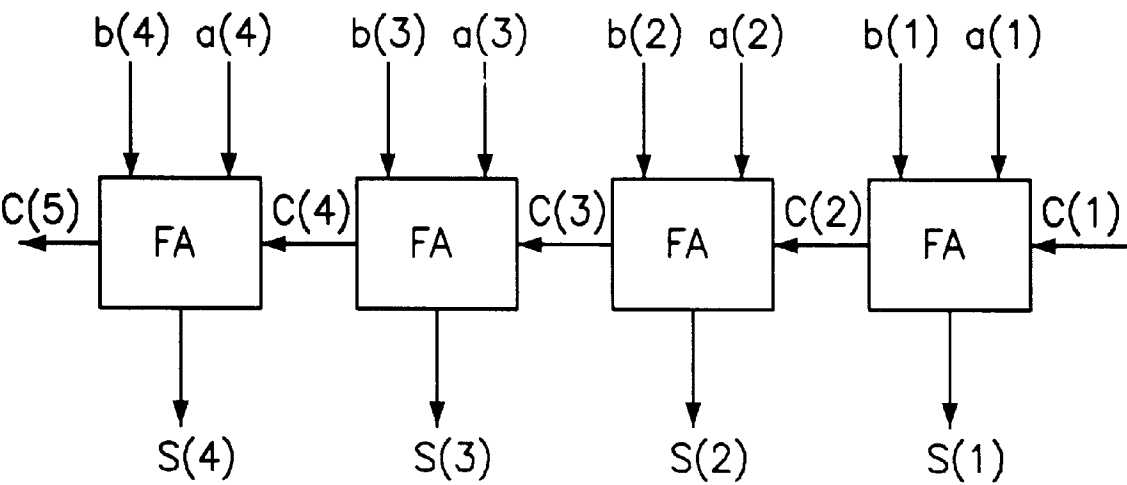 b(4) a(4) b(3) a(3) b(2) a(2) b(1) a(1)
C(5) FA C(4) FA C(3) FA C(2) FA C(1)
S(4) S(3) S(2) S(1)